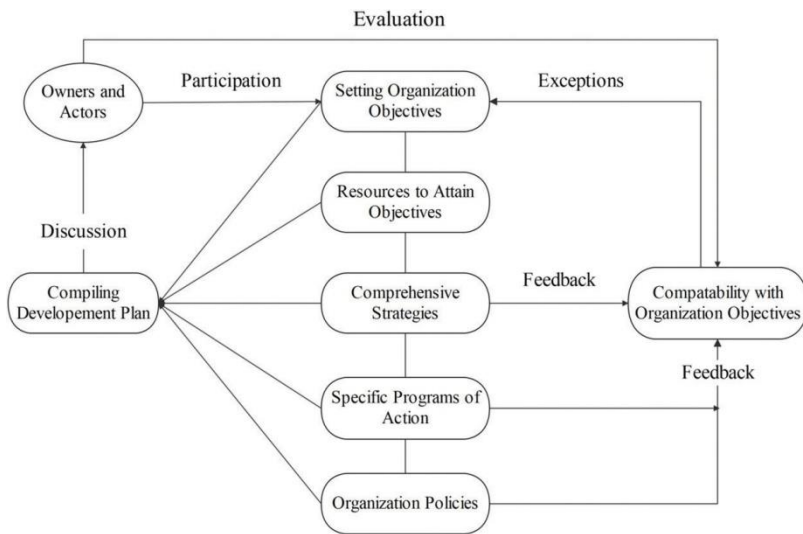 Evaluation
Owners and
Actors
Participation
Setting Organization
Objectives
Exceptions
Resources to Attain
Objectives
Discussion
Compiling
Developement Plan
Comprehensive
Strategies
Feedback
Compatability with
Organization Objectives
Feedback
Specific Programs of
Action
Organization Policies